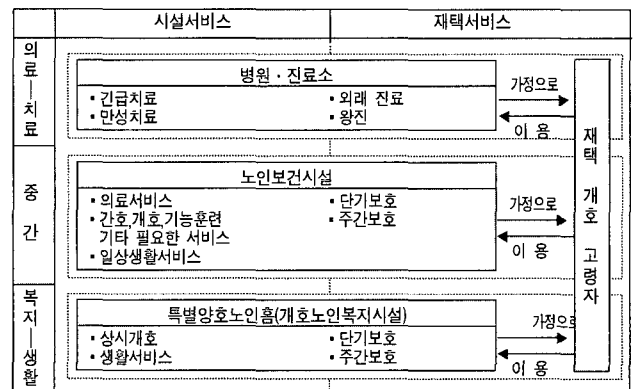 시설서비스 재택서비스
의료―치료
병원 · 진료소
▪ 긴급치료 ▪ 외래 진료
▪ 만성치료 ▪ 왕진
가정으로
이 용
중 간
노인보건시설
▪ 의료서비스 ▪ 단기보호
▪ 간호,개호,기능훈련 ▪ 주간보호
기타 필요한 서비스
▪ 일상생활서비스
가정으로
이 용
복지―생활
특별양호노인홈(개호노인복지시설)
▪ 상시개호 ▪ 단기보호
▪ 생활서비스 ▪ 주간보호
가정으로
이 용
재택 개호 고령자